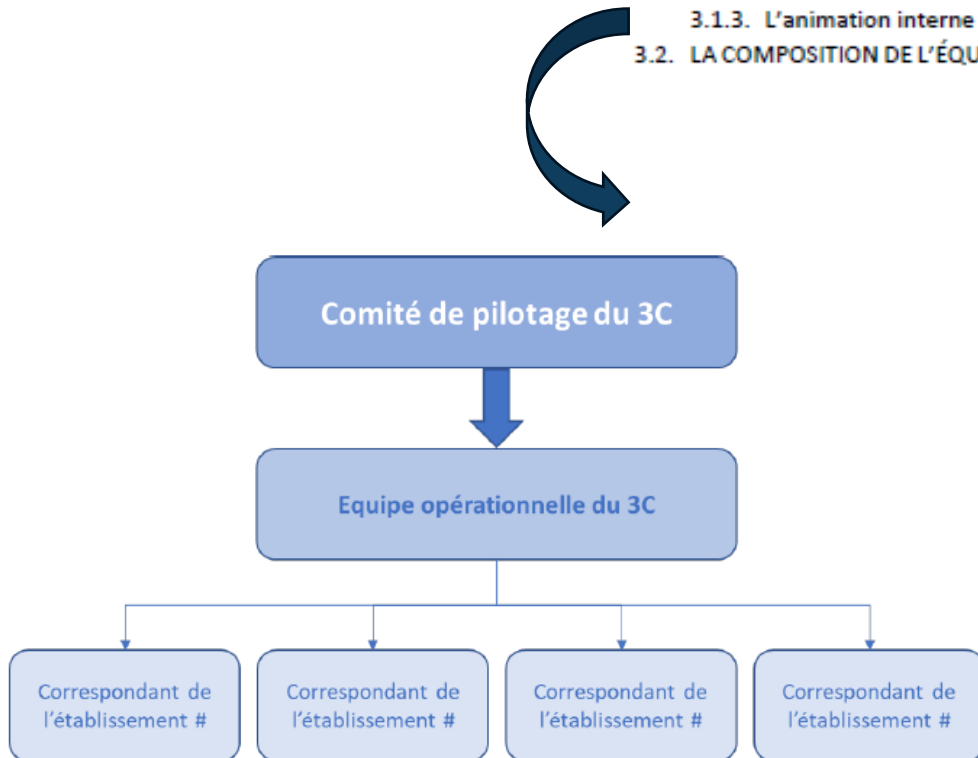 3.1.3. L'animation interne
3.2. LA COMPOSITION DE L'ÉQU
Comité de pilotage du 3C
Equipe opérationnelle du 3C
Correspondant de
l'établissement #
Correspondant de
l'établissement #
Correspondant de
l'établissement #
Correspondant de
l'établissement #